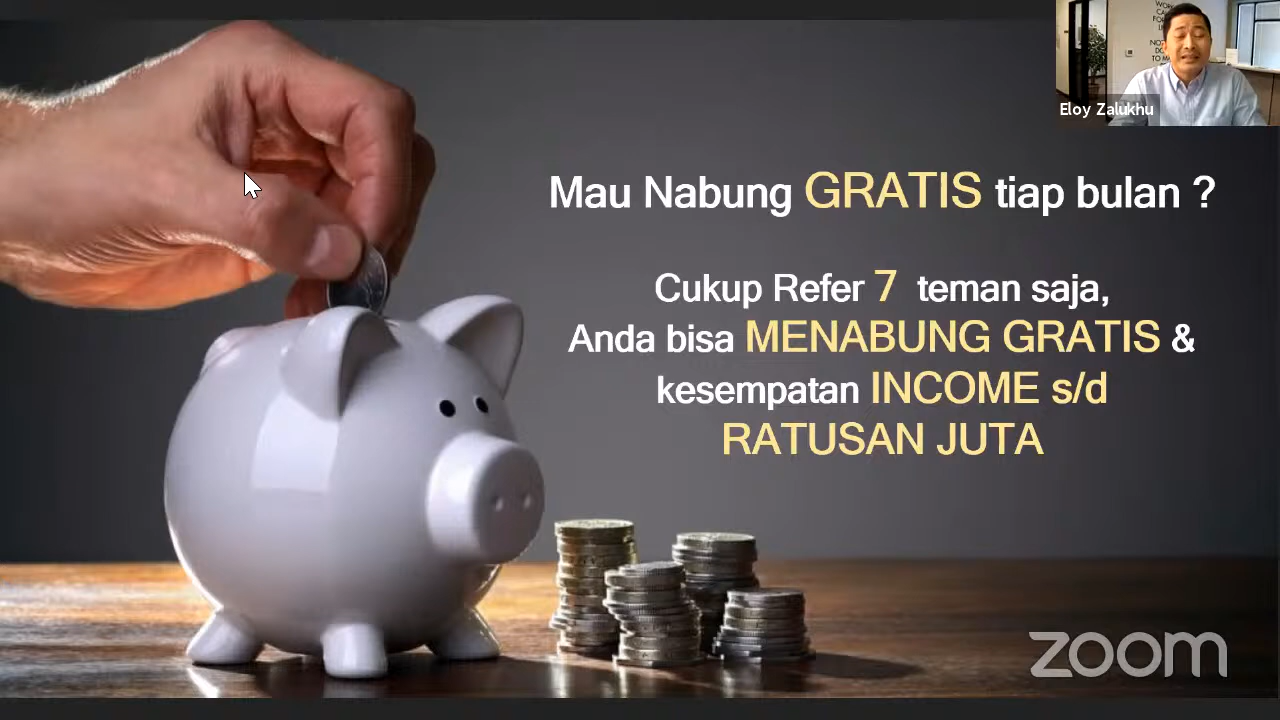 Eloy Zalukhu
Mau Nabung GRATIS tiap bulan ?
Cukup Refer 7 teman saja,
Anda bisa MENABUNG GRATIS &
kesempatan INCOME s/d
RATUSAN JUTA
zoom